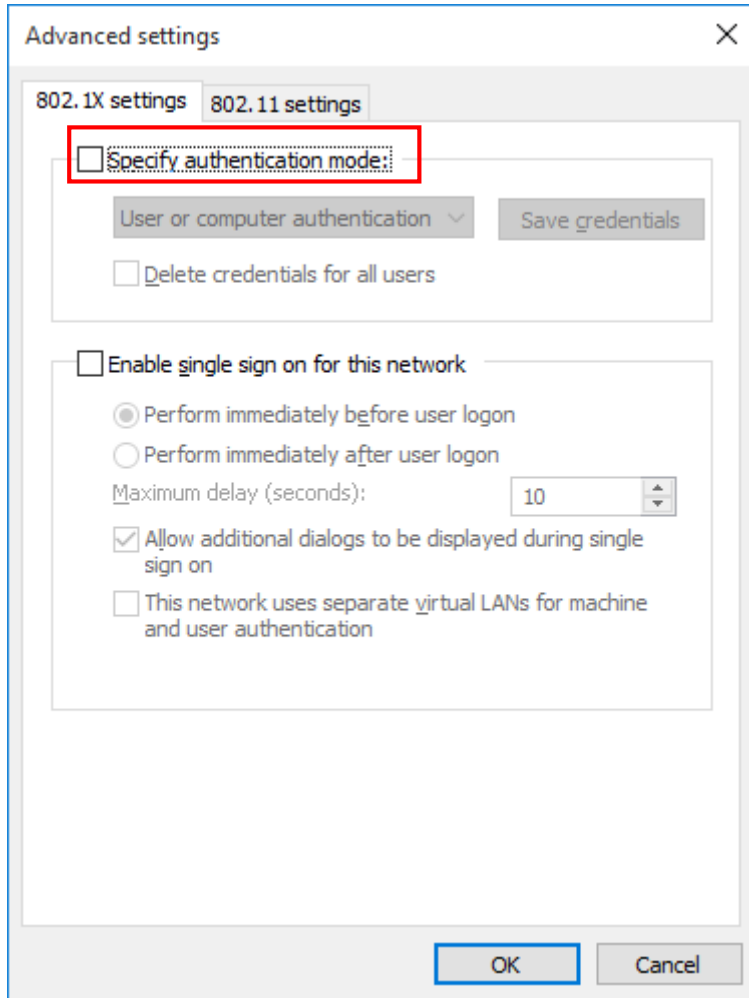 Advanced settings
802.1X settings
802.11 settings
Specify authentication mode:
User or computer authentication
Save credentials
Delete credentials for all users
Enable single sign on for this network
Perform immediately before user logon
Perform immediately after user logon
Maximum delay (seconds):
10
Allow additional dialogs to be displayed during single
sign on
This network uses separate virtual LANs for machine
and user authentication
OK
Cancel